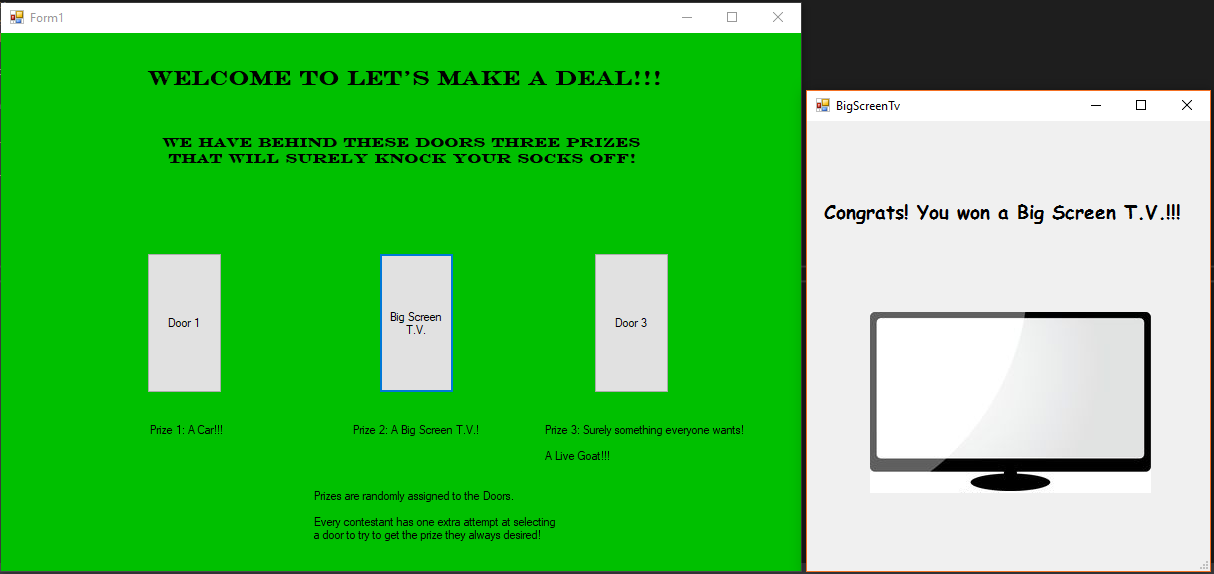 Form1
WELCOME TO LET'S MAKE A DEAL!!!
WE HAVE BEHIND THESE DOORS THREE PRIZES
THAT WILL SURELY KNOCK YOUR SOCKS OFF!
Door 1
Big Screen
T.V.
Door 3
Prize 1: A Car!!!
Prize 2: A Big Screen T.V.!
Prize 3: Surely something everyone wants!
A Live Goat!!!
Prizes are randomly assigned to the Doors.
Every contestant has one extra attempt at selecting
a door to try to get the prize they always desired!
BigScreenTv
Congrats! You won a Big Screen T.V.!!!